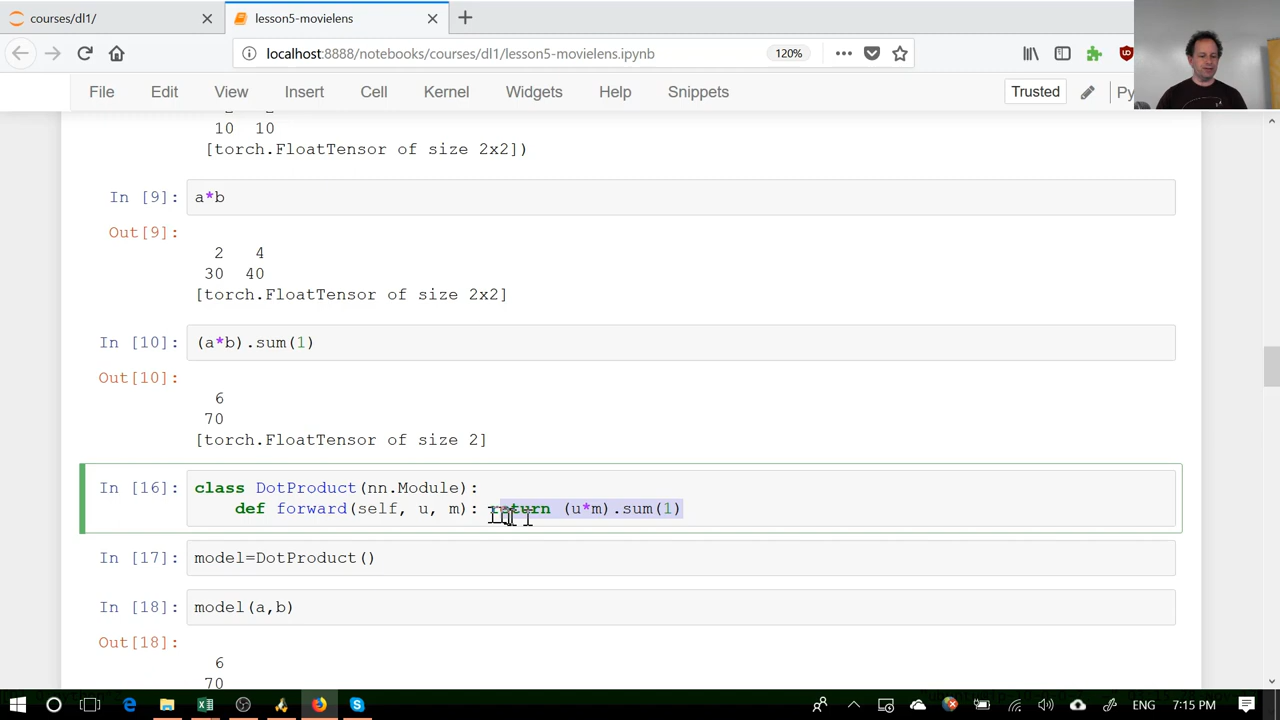 courses/dl1/
lesson5-movielens
localhost:8888/notebooks/courses/dl1/lesson5-movielens.ipynb
120%
File Edit View Insert Cell Kernel Widgets Help Snippets
Trusted
Py
10 10
[torch.FloatTensor of size 2x2])
In [9]: a*b
Out[9]:
2 4
30 40
[torch.FloatTensor of size 2x2]
In [10]: (a*b).sum(1)
Out[10]:
6
70
[torch.FloatTensor of size 2]
In [16]: class DotProduct(nn.Module):
def forward(self, u, m): return (u*m).sum(1)
In [17]: model=DotProduct()
In [18]: model(a,b)
Out[18]:
6
70
ENG 7:15 PM